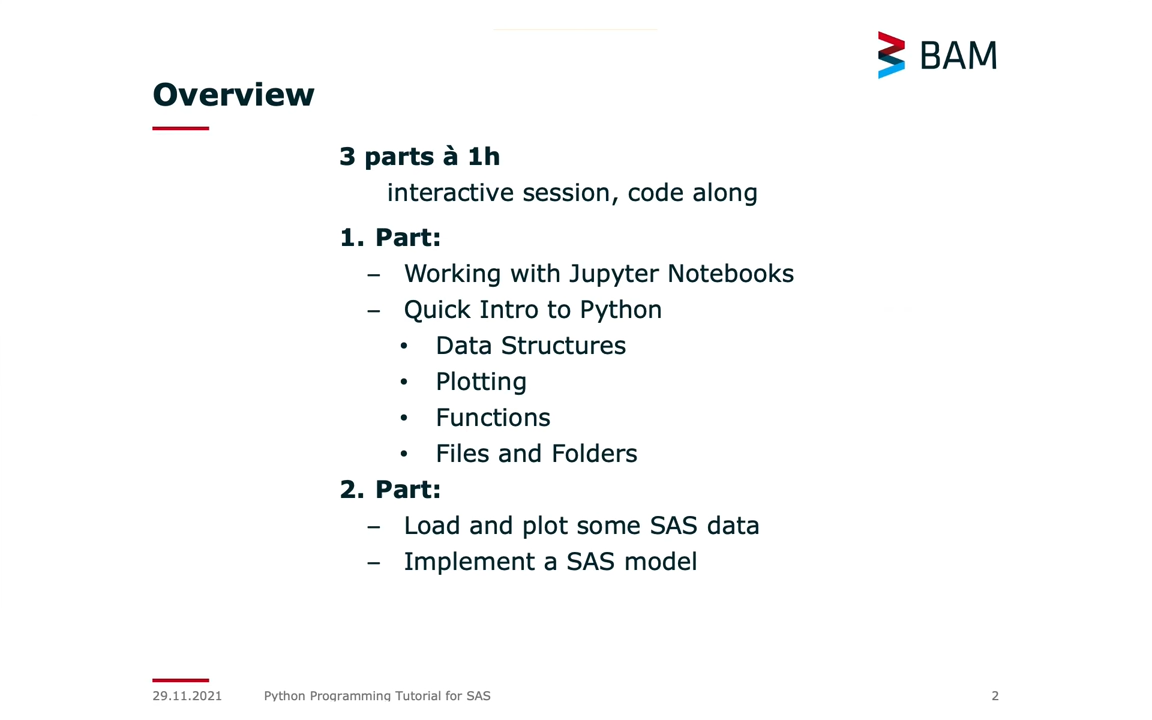 BAM
Overview
3 parts à 1h
interactive session, code along
1. Part:
– Working with Jupyter Notebooks
– Quick Intro to Python
• Data Structures
• Plotting
• Functions
• Files and Folders
2. Part:
– Load and plot some SAS data
– Implement a SAS model
29.11.2021 Python Programming Tutorial for SAS 2